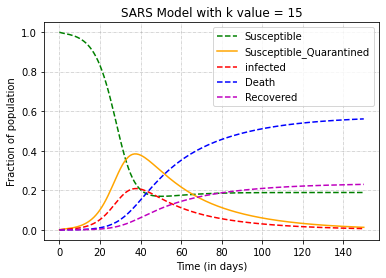 SARS Model with k value = 15
Susceptible
Susceptible_Quarantined
infected
Death
Recovered
Fraction of population
1.0
0.8
0.6
0.4
0.2
0.0
0 20 40 60 80 100 120 140
Time (in days)